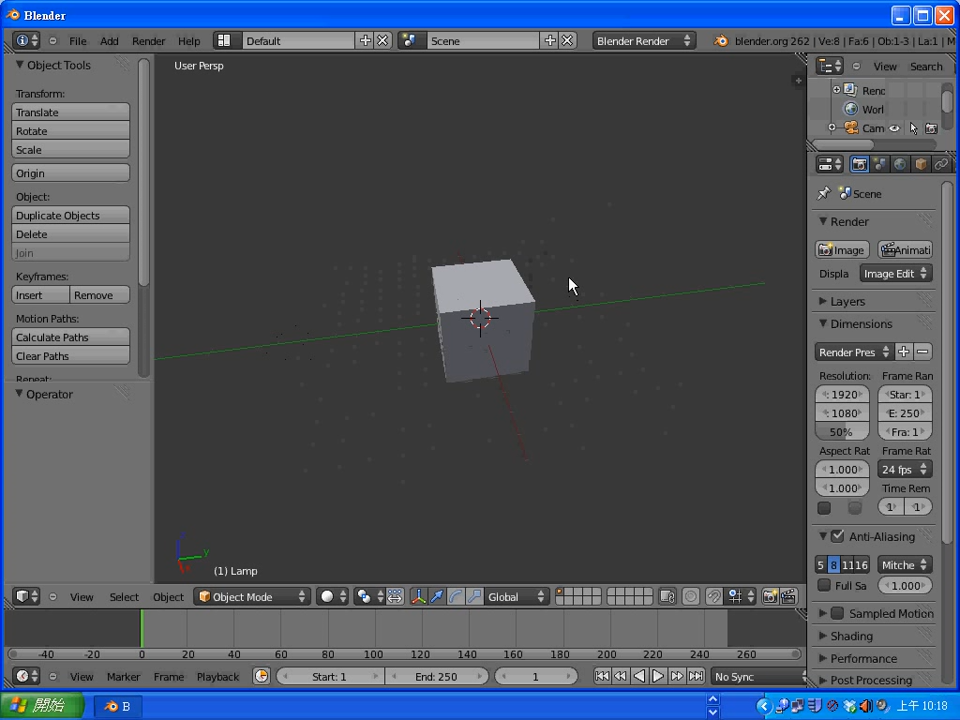 Blender
File Add Render Help Default Scene Blender Render blender.org 262 | Ve:8 | Fa:6 | Ob:1-3 | La:1 | M
Object Tools
Transform:
Translate
Rotate
Scale
Origin
Object:
Duplicate Objects
Delete
Join
Keyframes:
Insert Remove
Motion Paths:
Calculate Paths
Clear Paths
Repeat:
Operator
User Persp
(1) Lamp
View Select Object Object Mode Global
-40 -20 0 20 40 60 80 100 120 140 160 180 200 220 240 260
View Marker Frame Playback Start: 1 End: 250 1 No Sync
View Search
Renc
Worl
Cam
Scene
Render
Image Animati
Displa Image Edit
Layers
Dimensions
Render Pres
Resolution: Frame Ran
: 1920 Star: 1
: 1080 E: 250
50% Fra: 1
Aspect Rat Frame Rat
1.000 24 fps
1.000 Time Rem
1 1
Anti-Aliasing
5 8 11 16 Mitche
Full Sa 1.000
Sampled Motion
Shading
Performance
Post Processing
開始 B 上午 10:18